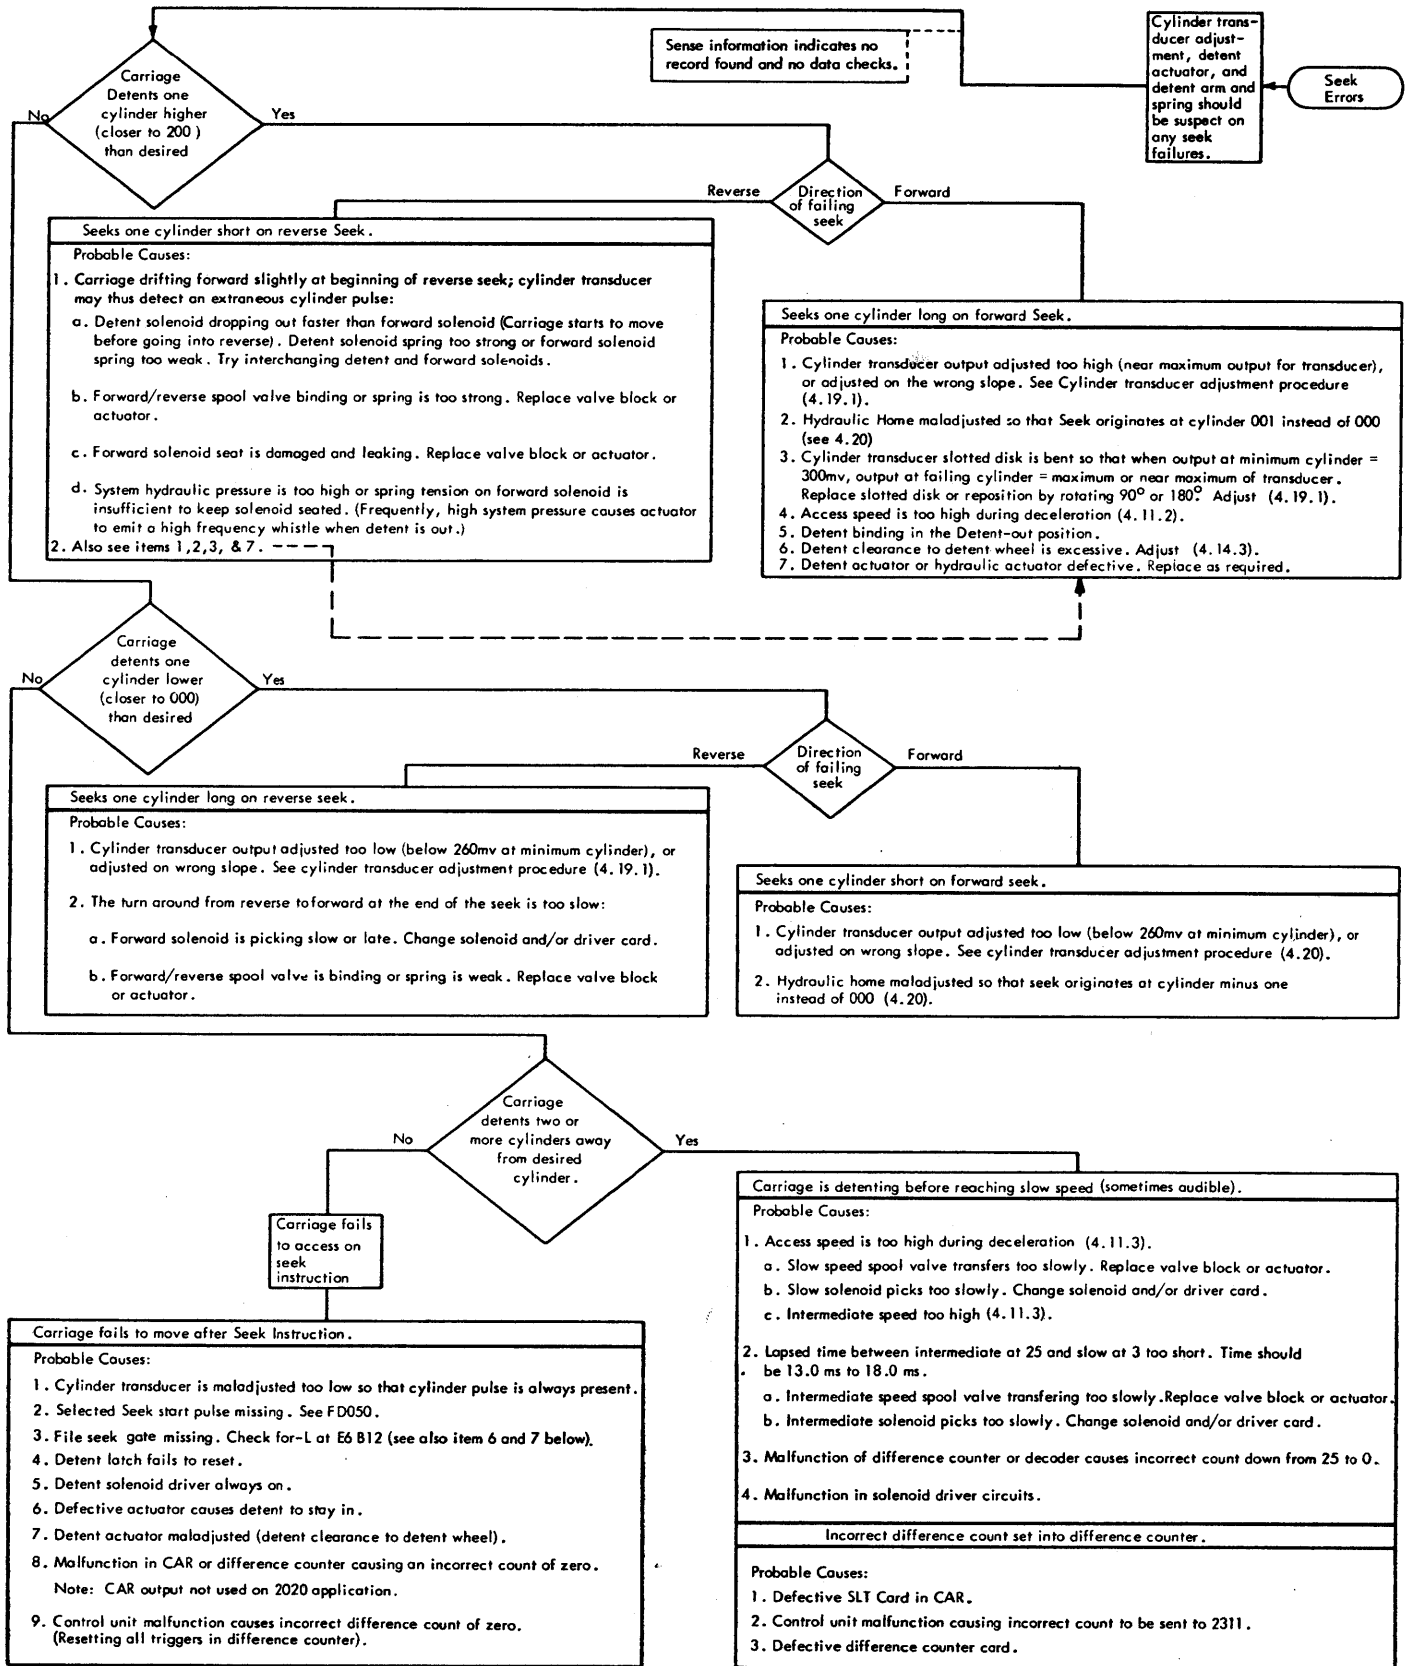 Cylinder trans-
ducer adjust-
ment, detent
actuator, and
detent arm and
spring should
be suspect on
any seek
failures.
Seek
Errors
Sense information indicates no
record found and no data checks.
Carriage
Detents one
cylinder higher
(closer to 200 )
than desired
No
Yes
Reverse
Direction
of failing
seek
Forward
Seeks one cylinder short on reverse Seek.
Probable Causes:
1. Carriage drifting forward slightly at beginning of reverse seek; cylinder transducer
may thus detect an extraneous cylinder pulse:
a. Detent solenoid dropping out faster than forward solenoid (Carriage starts to move
before going into reverse). Detent solenoid spring too strong or forward solenoid
spring too weak. Try interchanging detent and forward solenoids.
b. Forward/reverse spool valve binding or spring is too strong. Replace valve block or
actuator.
c. Forward solenoid seat is damaged and leaking. Replace valve block or actuator.
d. System hydraulic pressure is too high or spring tension on forward solenoid is
insufficient to keep solenoid seated. (Frequently, high system pressure causes actuator
to emit a high frequency whistle when detent is out.)
2. Also see items 1,2,3, & 7.
Seeks one cylinder long on forward Seek.
Probable Causes:
1. Cylinder transducer output adjusted too high (near maximum output for transducer),
or adjusted on the wrong slope. See Cylinder transducer adjustment procedure
(4.19.1).
2. Hydraulic Home maladjusted so that Seek originates at cylinder 001 instead of 000
(see 4.20)
3. Cylinder transducer slotted disk is bent so that when output at minimum cylinder =
300mv, output at failing cylinder = maximum or near maximum of transducer.
Replace slotted disk or reposition by rotating 90° or 180°. Adjust (4.19.1).
4. Access speed is too high during deceleration (4.11.2).
5. Detent binding in the Detent-out position.
6. Detent clearance to detent wheel is excessive. Adjust (4.14.3).
7. Detent actuator or hydraulic actuator defective. Replace as required.
Carriage
detents one
cylinder lower
(closer to 000)
than desired
No
Yes
Reverse
Direction
of failing
seek
Forward
Seeks one cylinder long on reverse seek.
Probable Causes:
1. Cylinder transducer output adjusted too low (below 260mv at minimum cylinder), or
adjusted on wrong slope. See cylinder transducer adjustment procedure (4.19.1).
2. The turn around from reverse to forward at the end of the seek is too slow:
a. Forward solenoid is picking slow or late. Change solenoid and/or driver card.
b. Forward/reverse spool valve is binding or spring is weak. Replace valve block
or actuator.
Seeks one cylinder short on forward seek.
Probable Causes:
1. Cylinder transducer output adjusted too low (below 260mv at minimum cylinder), or
adjusted on wrong slope. See cylinder transducer adjustment procedure (4.20).
2. Hydraulic home maladjusted so that seek originates at cylinder minus one
instead of 000 (4.20).
Carriage
detents two or
more cylinders away
from desired
cylinder.
No
Yes
Carriage fails
to access on
seek
instruction
Carriage fails to move after Seek Instruction.
Probable Causes:
1. Cylinder transducer is maladjusted too low so that cylinder pulse is always present.
2. Selected Seek start pulse missing. See FD050.
3. File seek gate missing. Check for-L at E6 B12 (see also item 6 and 7 below).
4. Detent latch fails to reset.
5. Detent solenoid driver always on.
6. Defective actuator causes detent to stay in.
7. Detent actuator maladjusted (detent clearance to detent wheel).
8. Malfunction in CAR or difference counter causing an incorrect count of zero.
Note: CAR output not used on 2020 application.
9. Control unit malfunction causes incorrect difference count of zero.
(Resetting all triggers in difference counter).
Carriage is detenting before reaching slow speed (sometimes audible).
Probable Causes:
1. Access speed is too high during deceleration (4.11.3).
a. Slow speed spool valve transfers too slowly. Replace valve block or actuator.
b. Slow solenoid picks too slowly. Change solenoid and/or driver card.
c. Intermediate speed too high (4.11.3).
2. Lapsed time between intermediate at 25 and slow at 3 too short. Time should
be 13.0 ms to 18.0 ms.
a. Intermediate speed spool valve transfering too slowly. Replace valve block or actuator.
b. Intermediate solenoid picks too slowly. Change solenoid and/or driver card.
3. Malfunction of difference counter or decoder causes incorrect count down from 25 to 0.
4. Malfunction in solenoid driver circuits.
Incorrect difference count set into difference counter.
Probable Causes:
1. Defective SLT Card in CAR.
2. Control unit malfunction causing incorrect count to be sent to 2311.
3. Defective difference counter card.